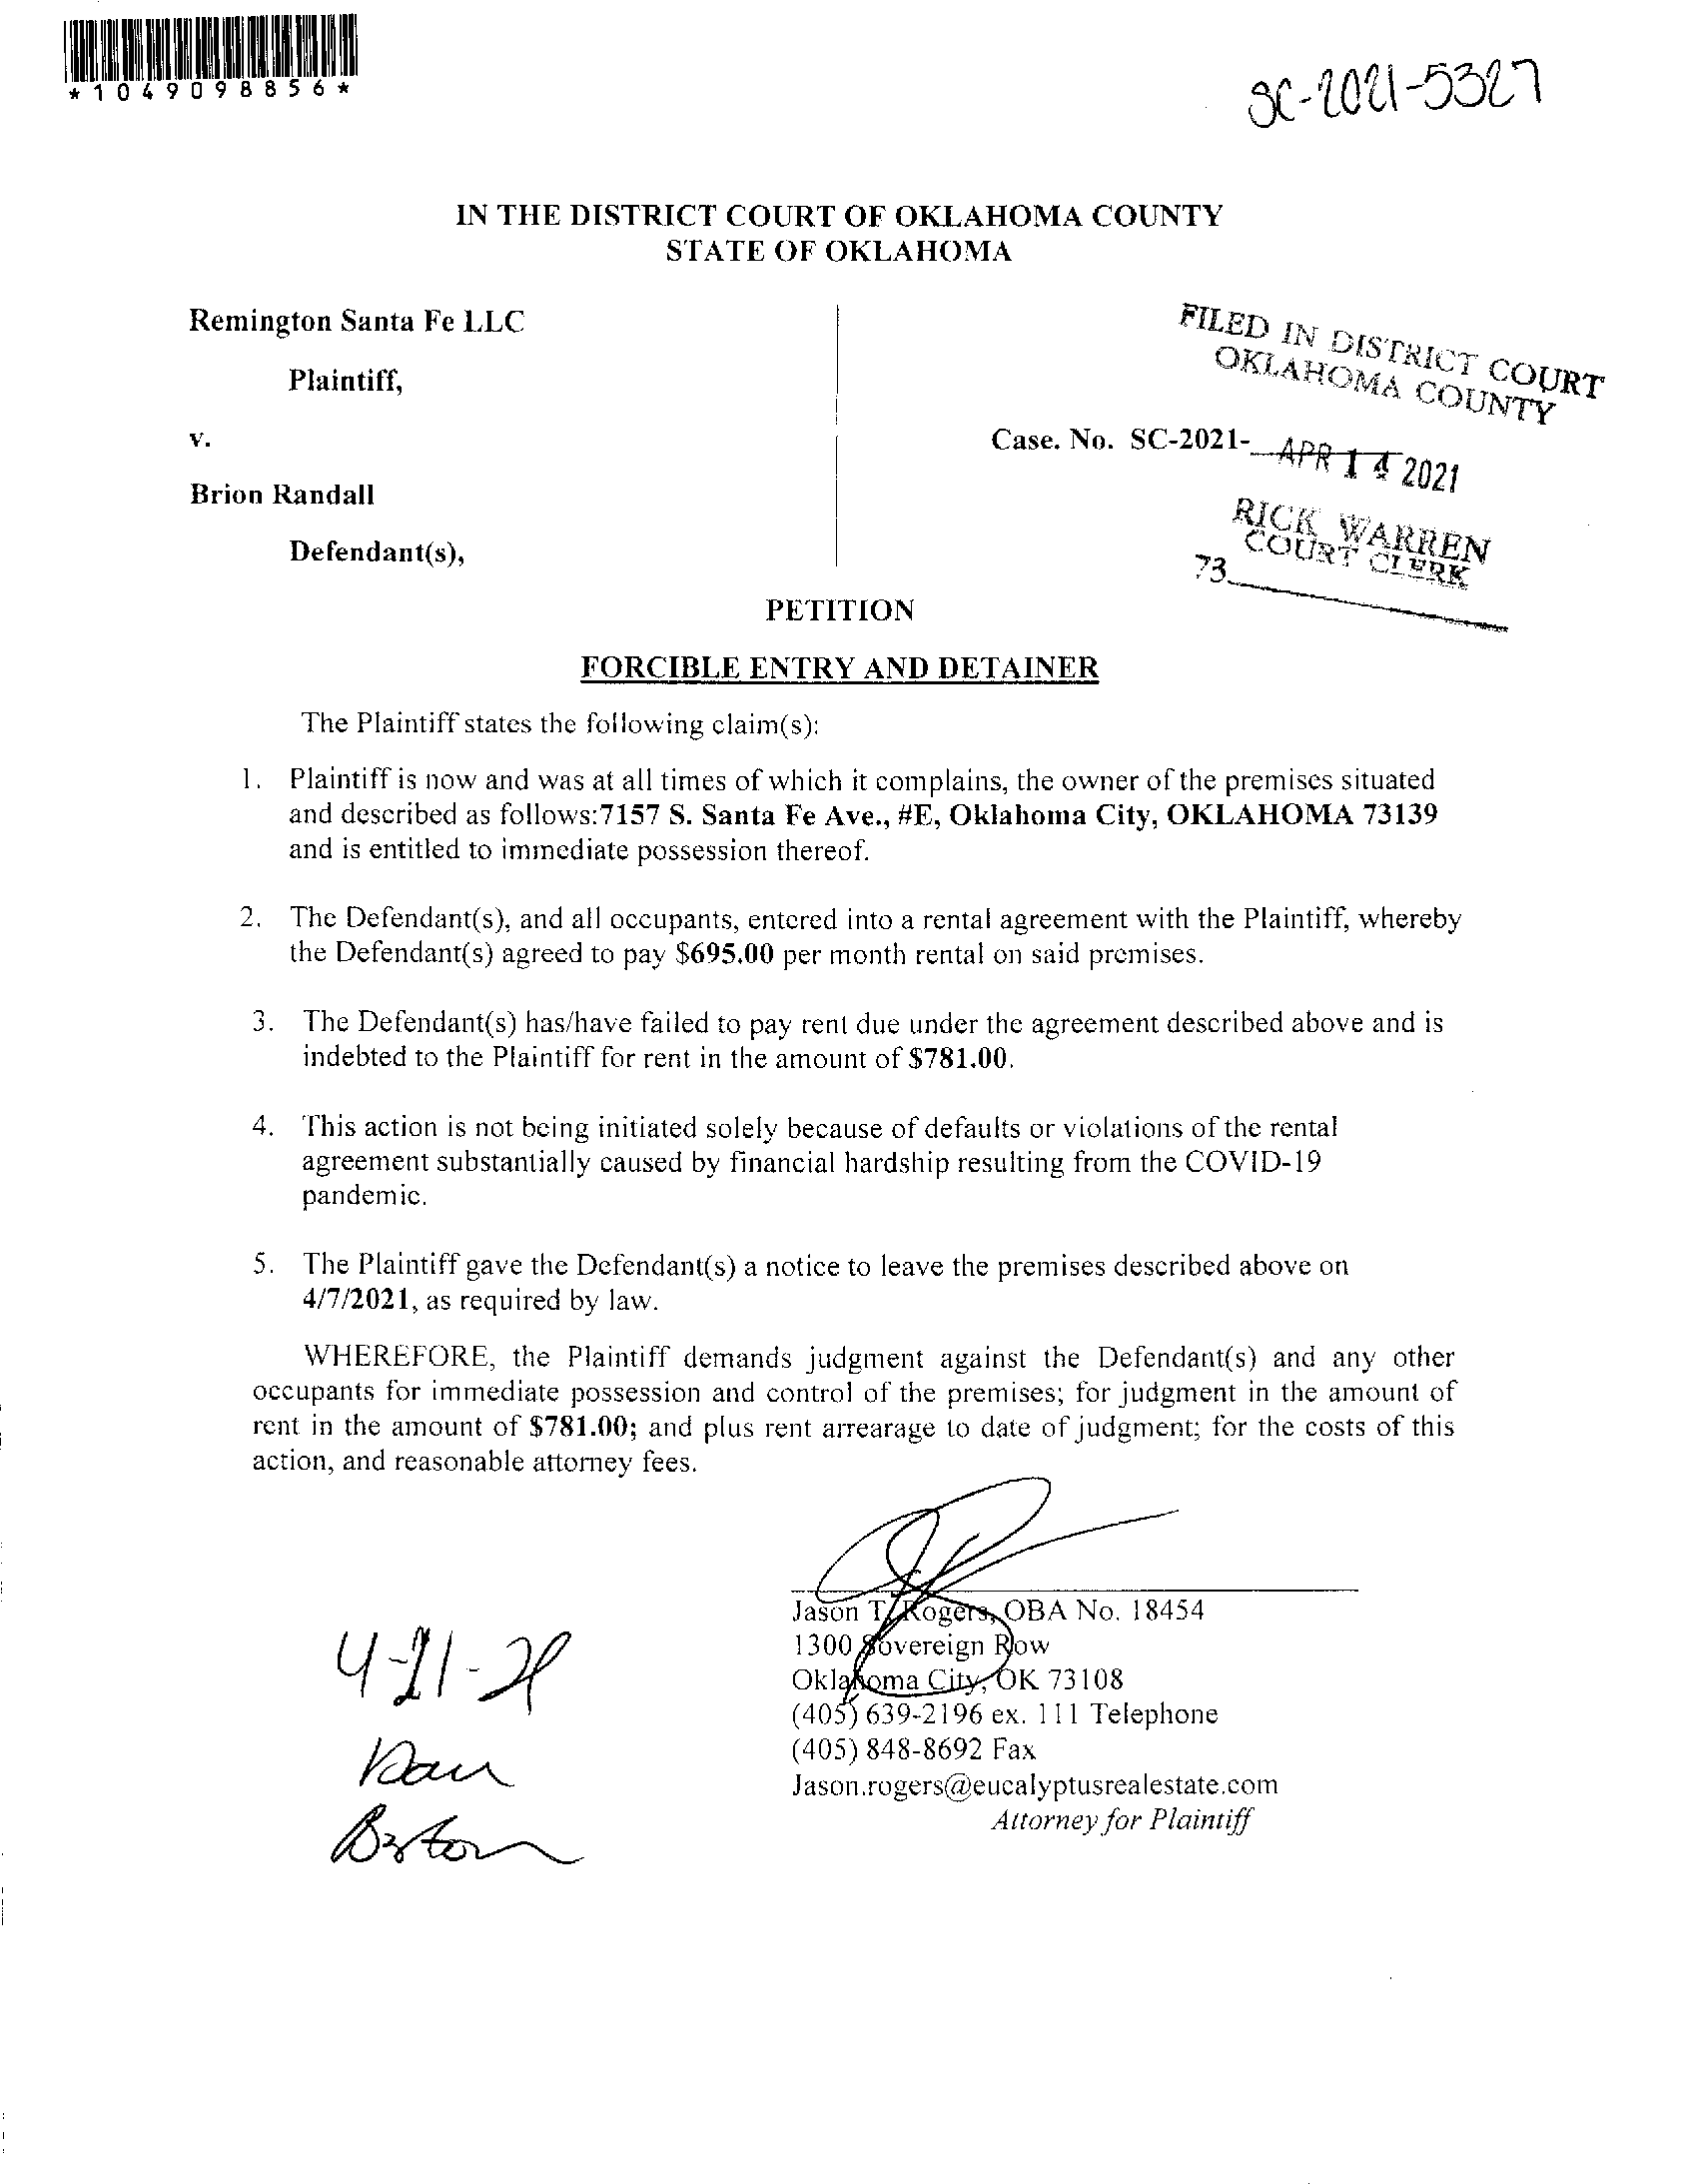 *1049098856*
SC-2021-5327
IN THE DISTRICT COURT OF OKLAHOMA COUNTY
STATE OF OKLAHOMA
Remington Santa Fe LLC
Plaintiff,
v.
Brion Randall
Defendant(s),
FILED IN DISTRICT COURT
OKLAHOMA COUNTY
Case. No. SC-2021-
APR 14 2021
RICK WARREN
COURT CLERK
73
PETITION
FORCIBLE ENTRY AND DETAINER
The Plaintiff states the following claim(s):
1. Plaintiff is now and was at all times of which it complains, the owner of the premises situated
and described as follows:7157 S. Santa Fe Ave., #E, Oklahoma City, OKLAHOMA 73139
and is entitled to immediate possession thereof.
2. The Defendant(s), and all occupants, entered into a rental agreement with the Plaintiff, whereby
the Defendant(s) agreed to pay $695.00 per month rental on said premises.
3. The Defendant(s) has/have failed to pay rent due under the agreement described above and is
indebted to the Plaintiff for rent in the amount of $781.00.
4. This action is not being initiated solely because of defaults or violations of the rental
agreement substantially caused by financial hardship resulting from the COVID-19
pandemic.
5. The Plaintiff gave the Defendant(s) a notice to leave the premises described above on
4/7/2021, as required by law.
WHEREFORE, the Plaintiff demands judgment against the Defendant(s) and any other
occupants for immediate possession and control of the premises; for judgment in the amount of
rent in the amount of $781.00; and plus rent arrearage to date of judgment; for the costs of this
action, and reasonable attorney fees.
Jason T. Rogers, OBA No. 18454
1300 Sovereign Row
Oklahoma City, OK 73108
(405) 639-2196 ex. 111 Telephone
(405) 848-8692 Fax
Jason.rogers@eucalyptusrealestate.com
Attorney for Plaintiff
4-21-21